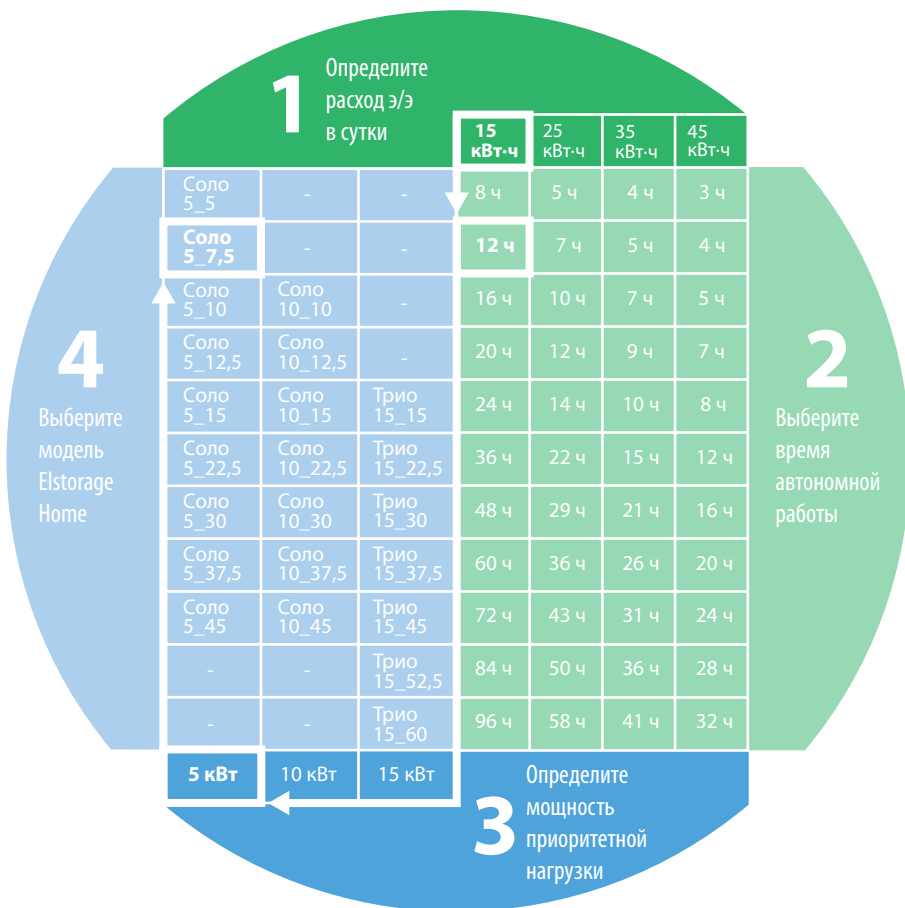 1
Определите
расход э/э
в сутки
15
кВт·ч
25
кВт·ч
35
кВт·ч
45
кВт·ч
Соло
5_5
-
-
8 ч
5 ч
4 ч
3 ч
Соло
5_7,5
-
-
12 ч
7 ч
5 ч
4 ч
Соло
5_10
Соло
10_10
-
16 ч
10 ч
7 ч
5 ч
Соло
5_12,5
Соло
10_12,5
-
20 ч
12 ч
9 ч
7 ч
Соло
5_15
Соло
10_15
Трио
15_15
24 ч
14 ч
10 ч
8 ч
Соло
5_22,5
Соло
10_22,5
Трио
15_22,5
36 ч
22 ч
15 ч
12 ч
Соло
5_30
Соло
10_30
Трио
15_30
48 ч
29 ч
21 ч
16 ч
Соло
5_37,5
Соло
10_37,5
Трио
15_37,5
60 ч
36 ч
26 ч
20 ч
Соло
5_45
Соло
10_45
Трио
15_45
72 ч
43 ч
31 ч
24 ч
-
-
Трио
15_52,5
84 ч
50 ч
36 ч
28 ч
-
-
Трио
15_60
96 ч
58 ч
41 ч
32 ч
5 кВт
10 кВт
15 кВт
2
Выберите
время
автономной
работы
3
Определите
мощность
приоритетной
нагрузки
4
Выберите
модель
Elstorage
Home